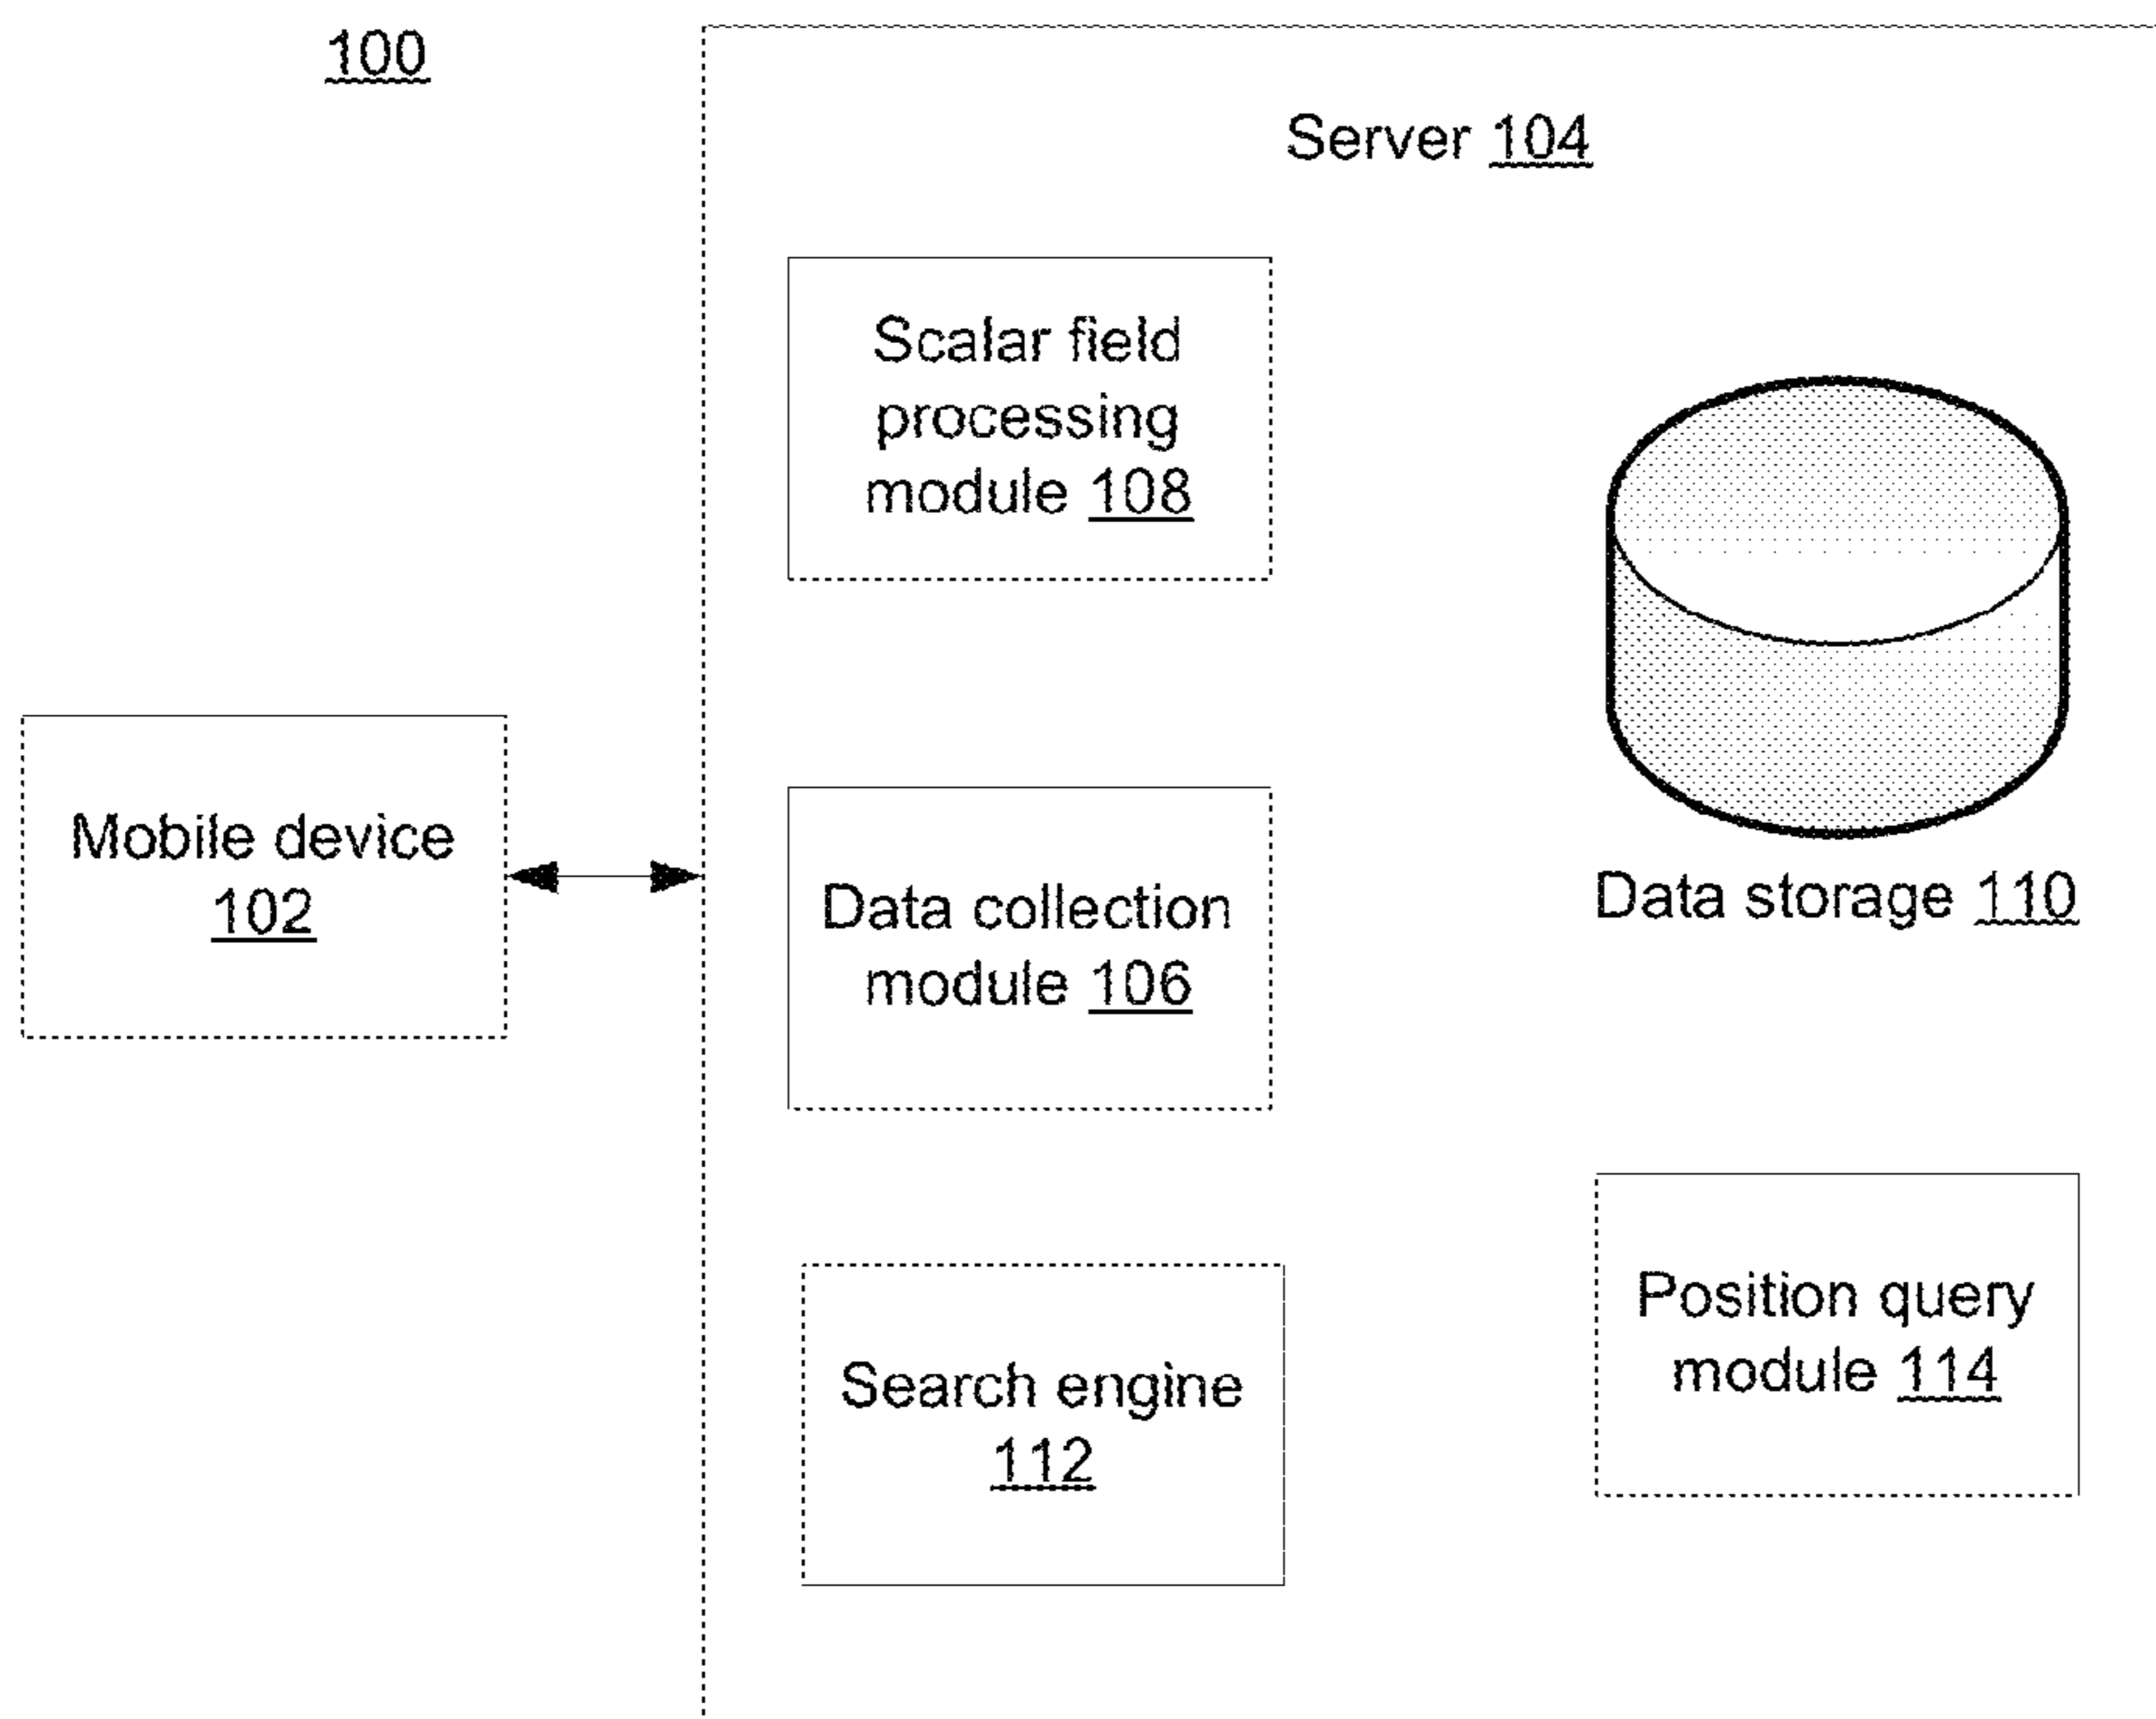 100
Server 104
Scalar field
processing
module 108
Mobile device
102
Data collection
module 106
Data storage 110
Search engine
112
Position query
module 114